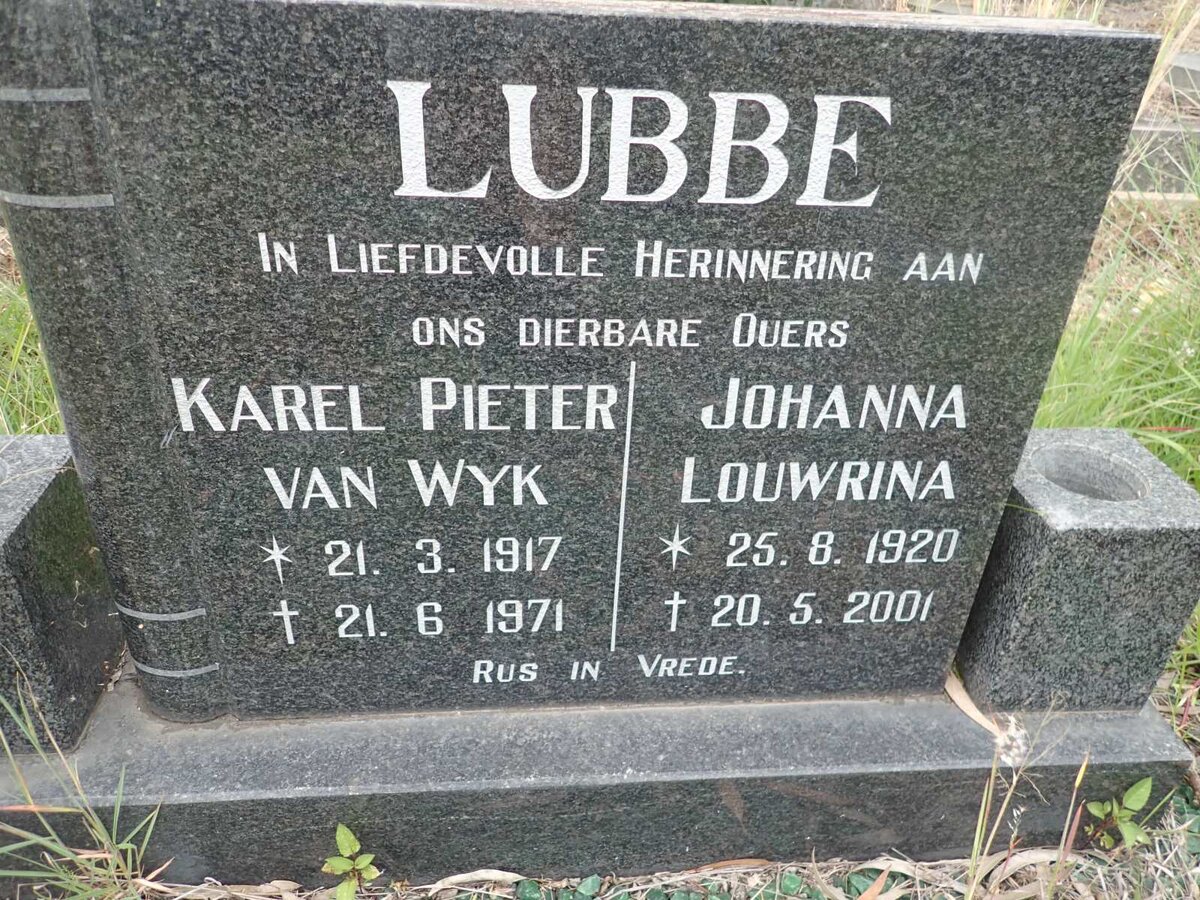 LUBBE
IN LIEFDEVOLLE HERINNERING AAN
ONS DIERBARE OUERS
KAREL PIETER
VAN WYK
* 21. 3. 1917
† 21. 6 1971
JOHANNA
LOUWRINA
* 25. 8. 1920
† 20. 5. 2001
RUS IN VREDE.